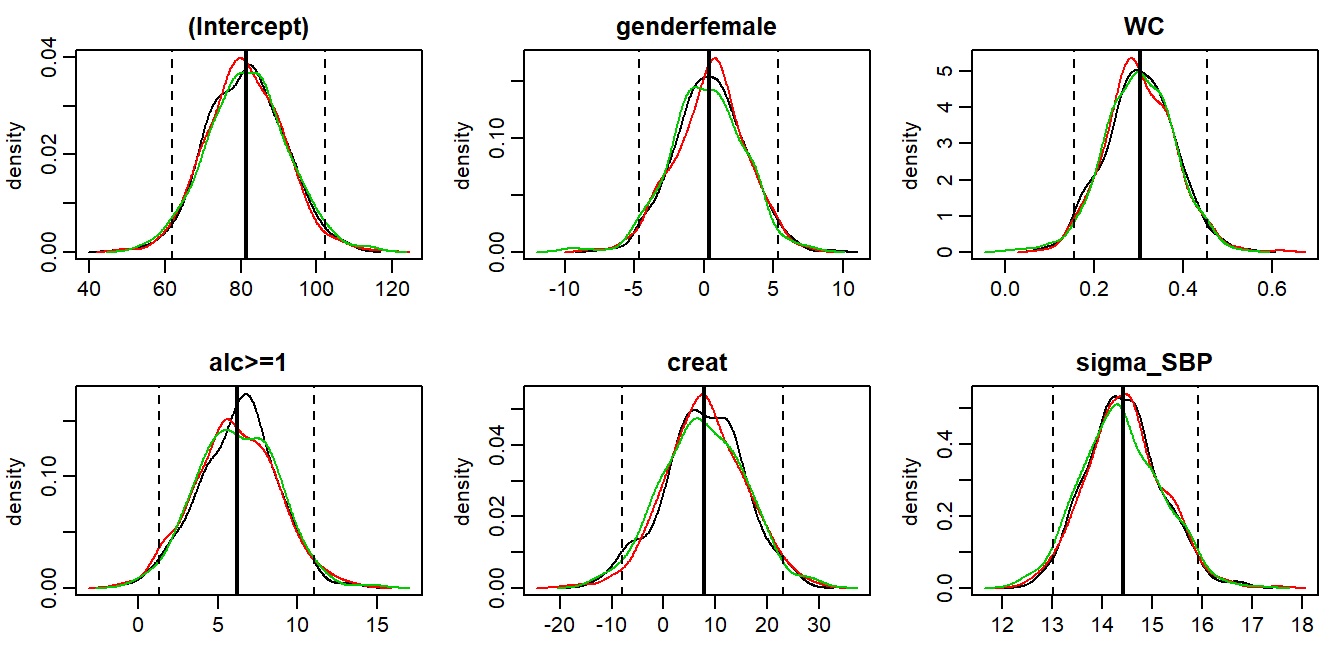 (Intercept) genderfemale WC
density 0.00 0.02 0.04
40 60 80 100 120
density 0.00 0.10
-10 -5 0 5 10
density 0 1 2 3 4 5
0.0 0.2 0.4 0.6
alc>=1 creat sigma_SBP
density 0.00 0.10
0 5 10 15
density 0.00 0.02 0.04
-20 -10 0 10 20 30
density 0.0 0.2 0.4
12 13 14 15 16 17 18